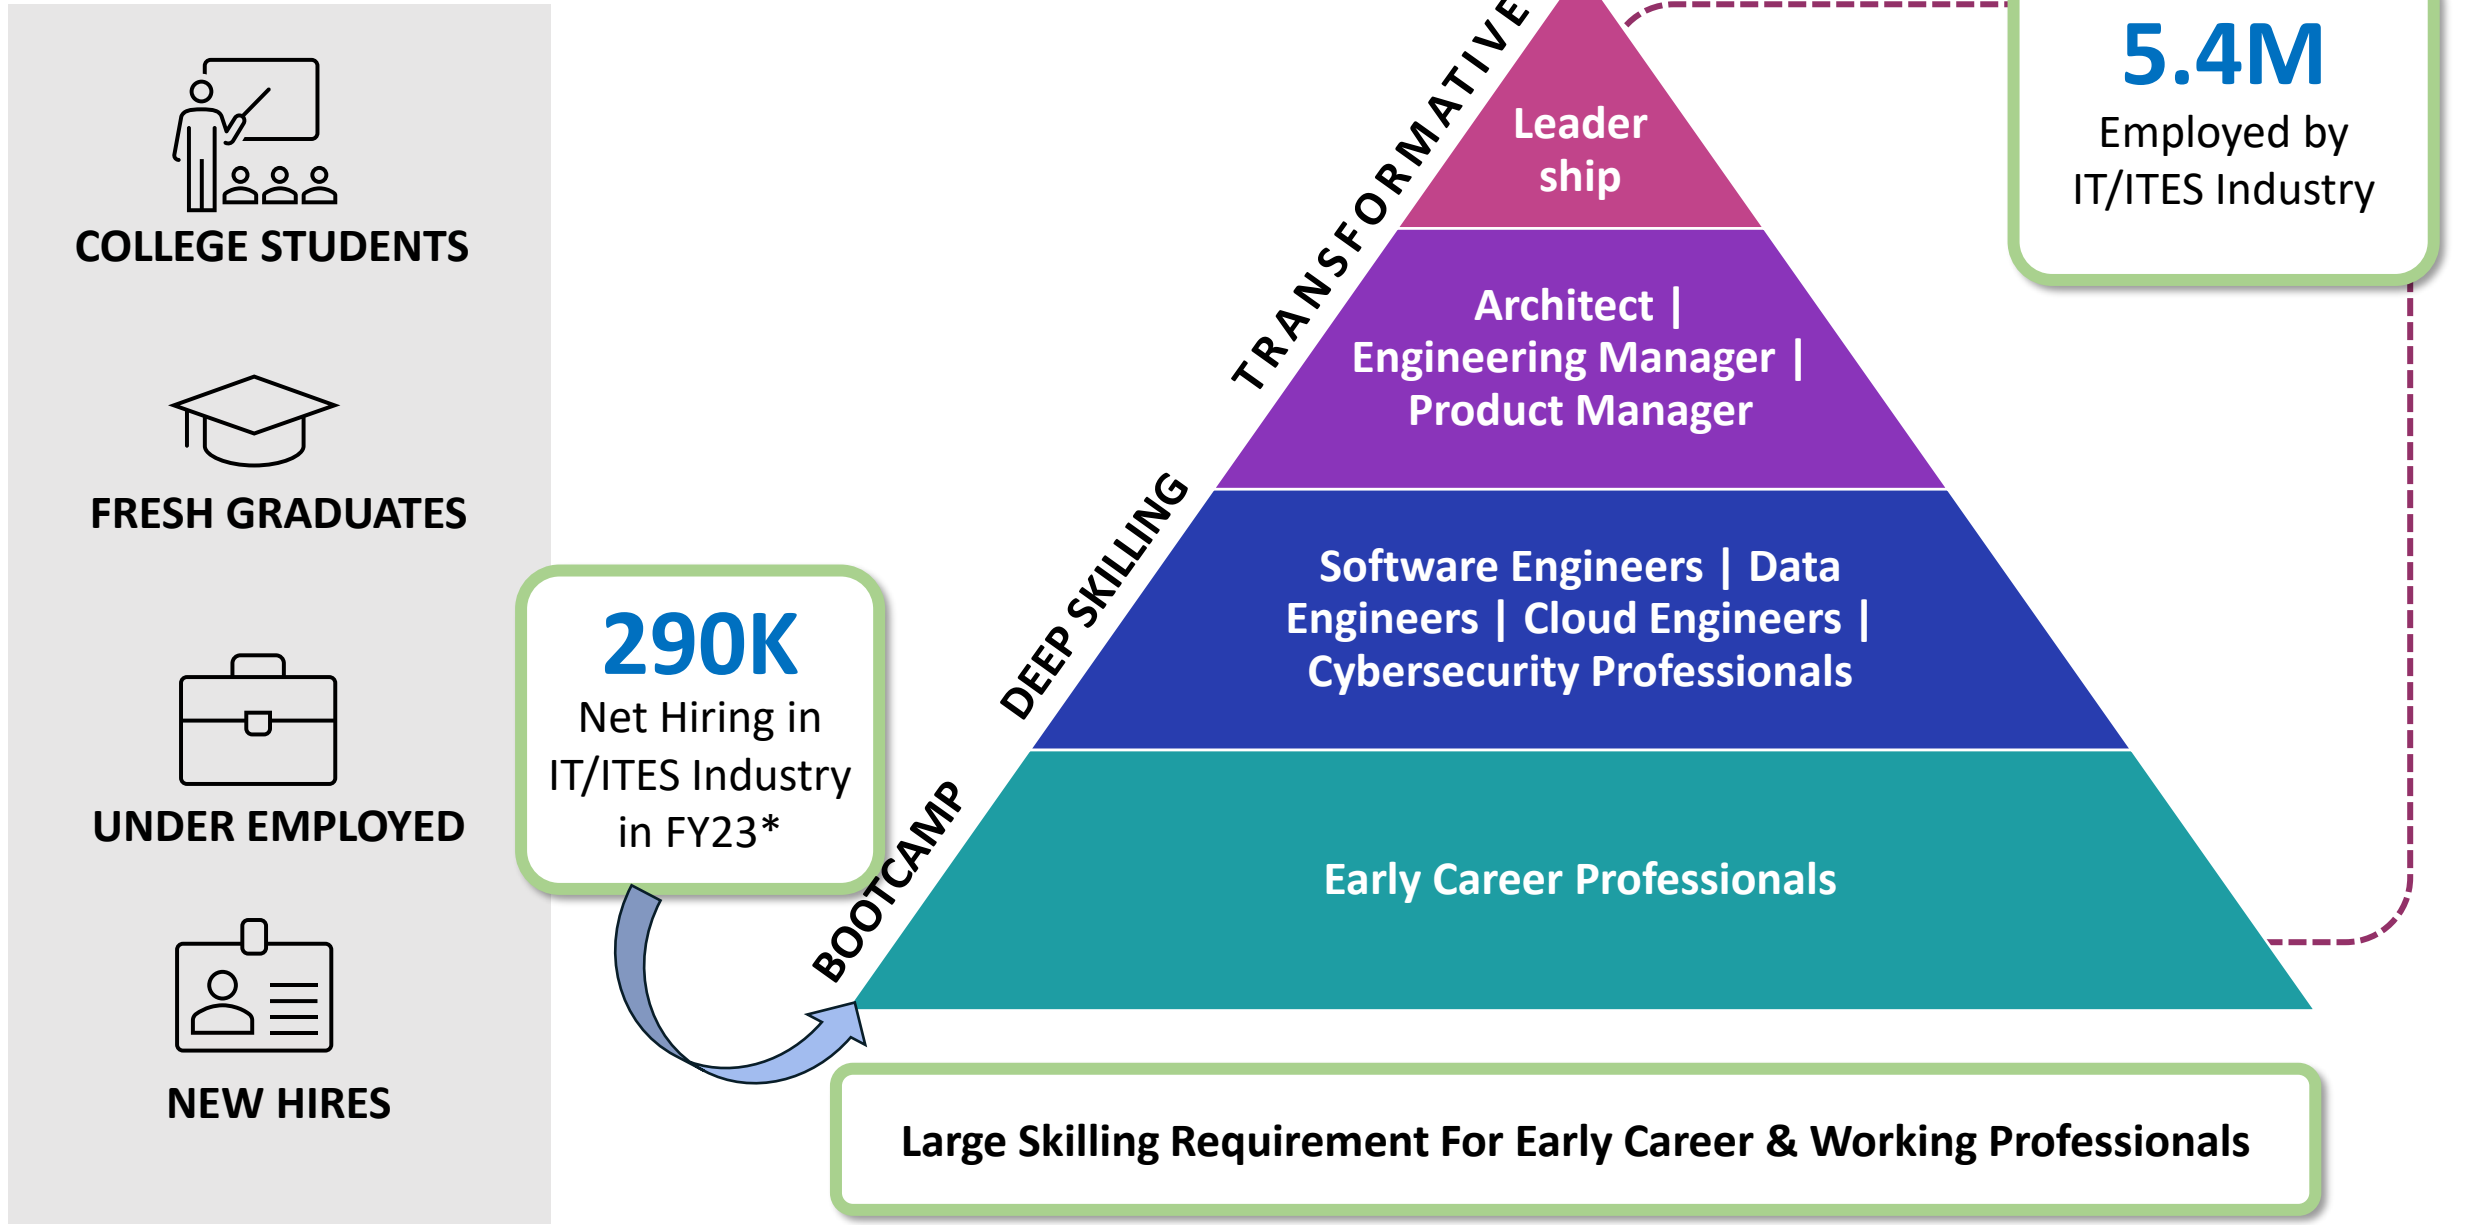 COLLEGE STUDENTS
FRESH GRADUATES
UNDER EMPLOYED
NEW HIRES
290K
Net Hiring in
IT/ITES Industry
in FY23*
TRANSFORMATIVE
DEEP SKILLING
BOOTCAMP
Leader
ship
Architect |
Engineering Manager |
Product Manager
Software Engineers | Data
Engineers | Cloud Engineers |
Cybersecurity Professionals
Early Career Professionals
5.4M
Employed by
IT/ITES Industry
Large Skilling Requirement For Early Career & Working Professionals